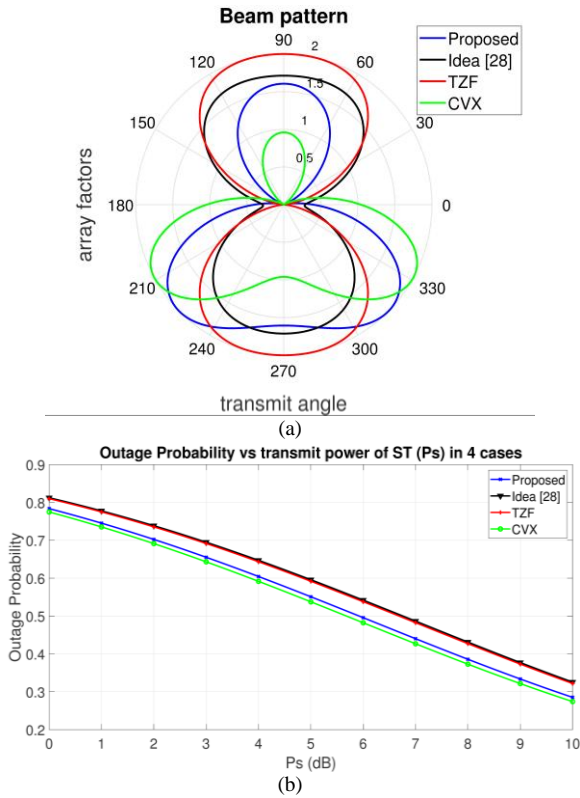 Beam pattern
90
2
120
60
1.5
150
1
30
0.5
180
0
210
330
240
300
270
array factors
transmit angle
Proposed
Idea [28]
TZF
CVX
(a)
Outage Probability vs transmit power of ST (Ps) in 4 cases
0.9
0.8
0.7
0.6
0.5
0.4
0.3
0.2
Outage Probability
Proposed
Idea [28]
TZF
CVX
0 1 2 3 4 5 6 7 8 9 10
Ps (dB)
(b)